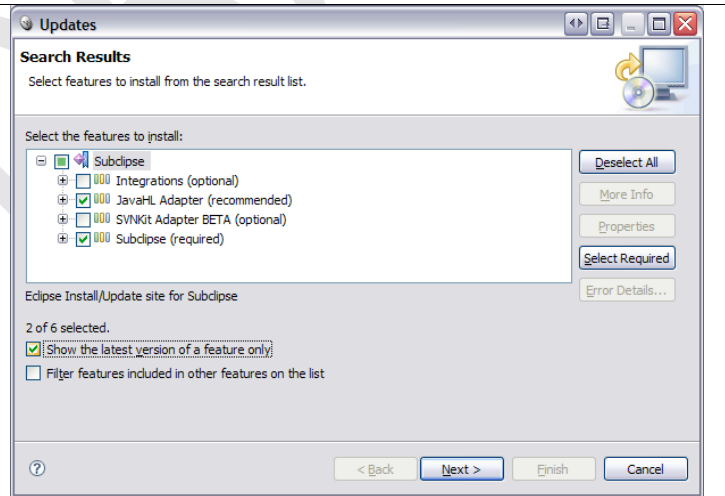 Updates
Search Results
Select features to install from the search result list.
Select the features to install:
Subclipse
Integrations (optional)
JavaHL Adapter (recommended)
SVNKit Adapter BETA (optional)
Subclipse (required)
Deselect All
More Info
Properties
Select Required
Error Details...
Eclipse Install/Update site for Subclipse
2 of 6 selected.
Show the latest version of a feature only
Filter features included in other features on the list
< Back Next > Finish Cancel